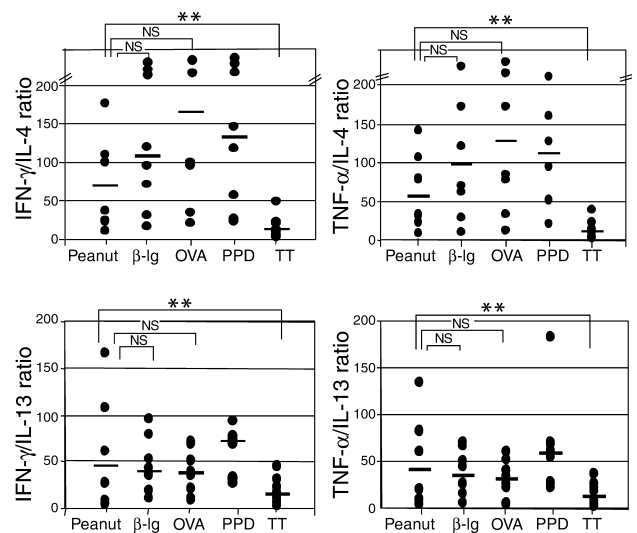 **
NS
NS
IFN-γ/IL-4 ratio
200
150
100
50
0
Peanut β-lg OVA PPD TT
**
NS
NS
TNF-α/IL-4 ratio
200
150
100
50
0
Peanut β-lg OVA PPD TT
**
NS
NS
IFN-γ/IL-13 ratio
200
150
100
50
0
Peanut β-lg OVA PPD TT
**
NS
NS
TNF-α/IL-13 ratio
200
150
100
50
0
Peanut β-lg OVA PPD TT